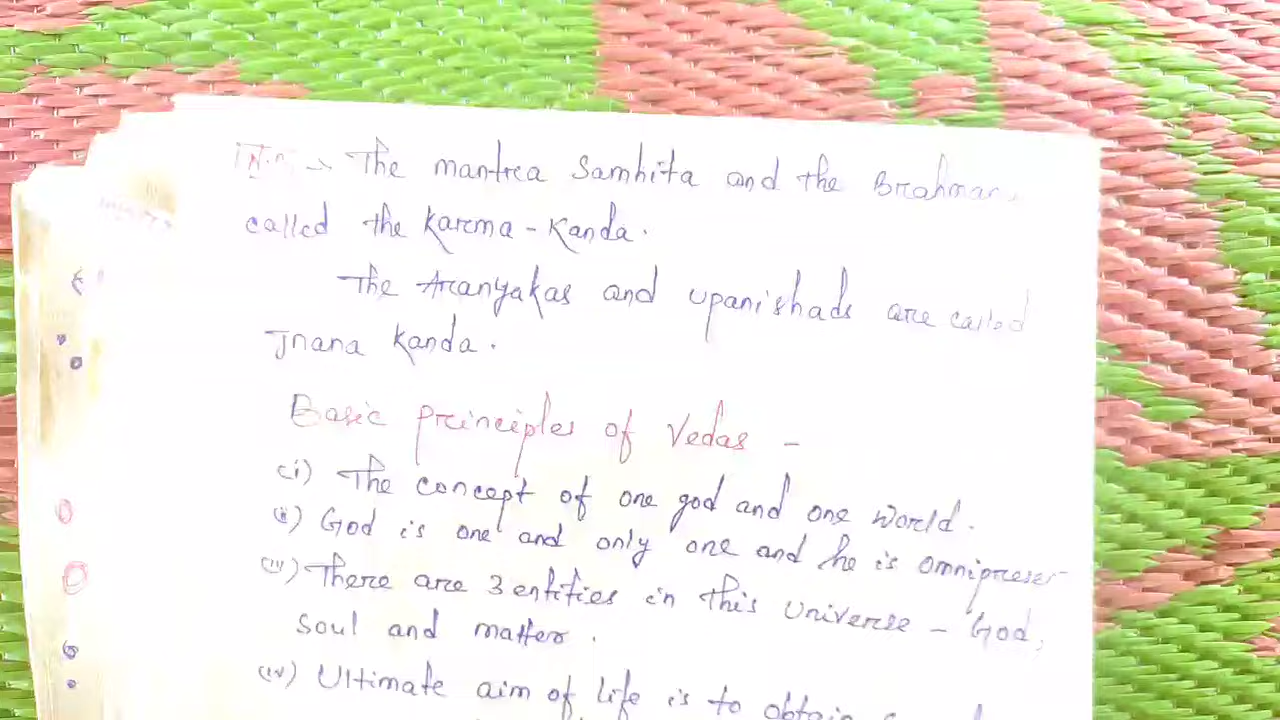 → The mantra Samhita and the Brahman
called the Karma - Kanda.
The Aranyakas and upanishads are called
Jnana Kanda.
Basic principles of Vedas -
(i) The concept of one god and one world.
(ii) God is one and only one and he is omnipresen
(iii) There are 3 entities in this Universe - God,
soul and matter.
(iv) Ultimate aim of life is to obtain